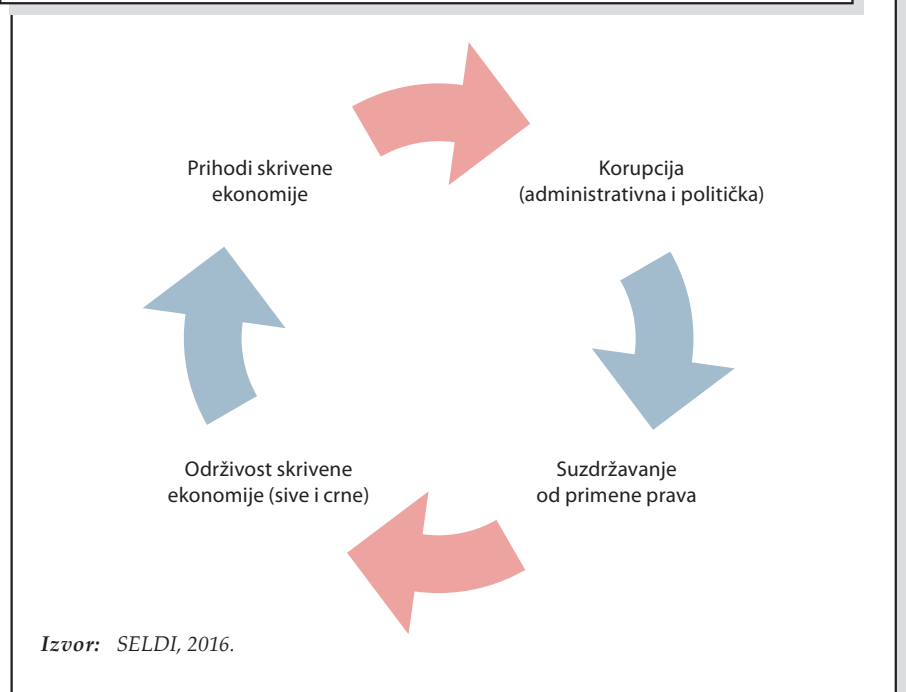 Prihodi skrivene
ekonomije
Korupcija
(administrativna i politička)
Suzdržavanje
od primene prava
Održivost skrivene
ekonomije (sive i crne)
Izvor: SELDI, 2016.